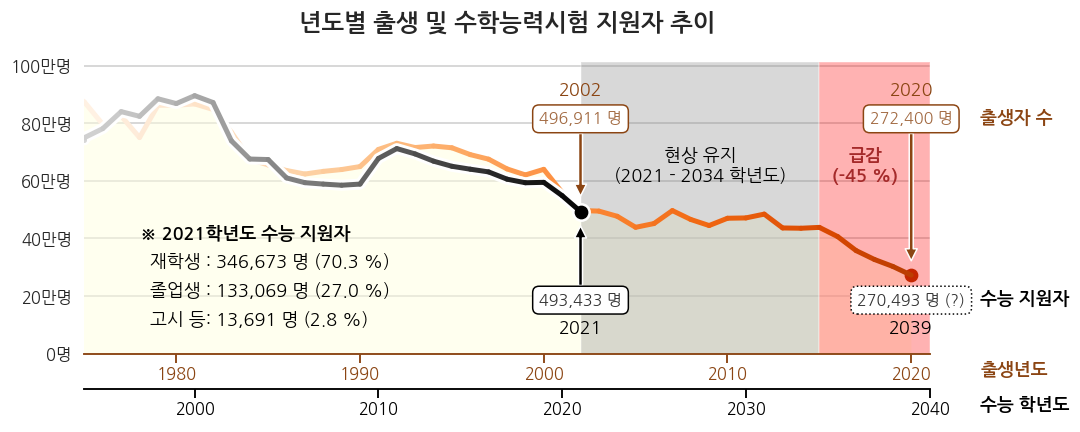 년도별 출생 및 수학능력시험 지원자 추이
100만명
80만명
60만명
40만명
20만명
0명
2002
496,911 명
2020
272,400 명
출생자 수
현상 유지
(2021 - 2034 학년도)
급감
(-45 %)
※ 2021학년도 수능 지원자
재학생 : 346,673 명 (70.3 %)
졸업생 : 133,069 명 (27.0 %)
고시 등: 13,691 명 (2.8 %)
493,433 명
2021
270,493 명 (?)
2039
수능 지원자
1980 1990 2000 2010 2020 출생년도
2000 2010 2020 2030 2040 수능 학년도